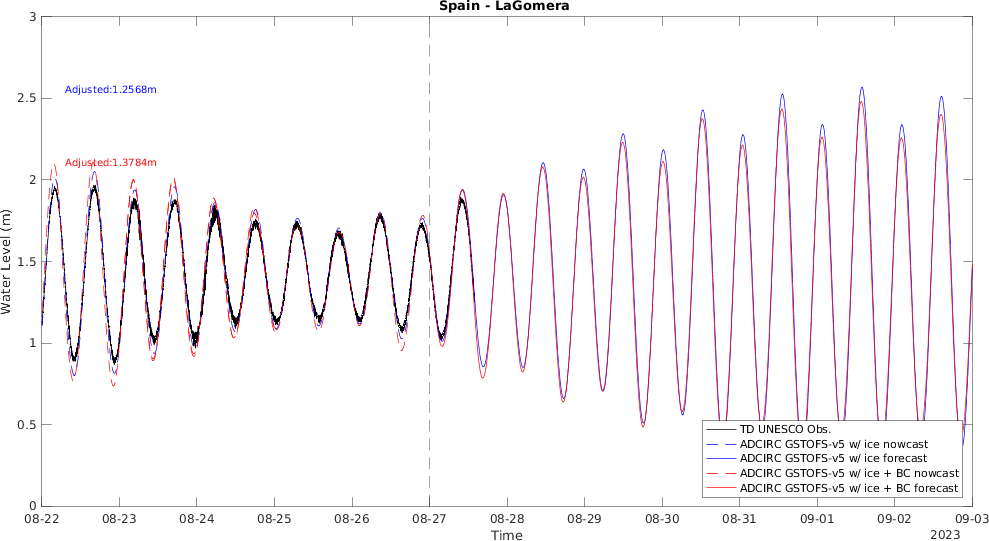 Spain - LaGomera
3
2.5
2
1.5
1
0.5
0
Water Level (m)
Adjusted:1.2568m
Adjusted:1.3784m
TD UNESCO Obs.
ADCIRC GSTOFS-v5 w/ ice nowcast
ADCIRC GSTOFS-v5 w/ ice forecast
ADCIRC GSTOFS-v5 w/ ice + BC nowcast
ADCIRC GSTOFS-v5 w/ ice + BC forecast
08-22 08-23 08-24 08-25 08-26 08-27 08-28 08-29 08-30 08-31 09-01 09-02 09-03
Time
2023